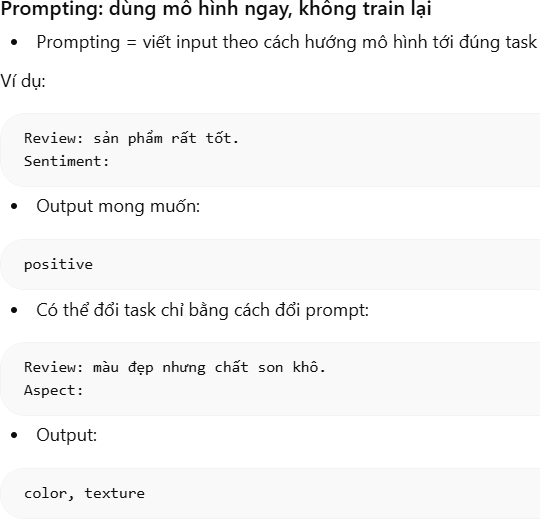 Prompting: dùng mô hình ngay, không train lại
• Prompting = viết input theo cách hướng mô hình tới đúng task
Ví dụ:
Review: sản phẩm rất tốt.
Sentiment:
• Output mong muốn:
positive
• Có thể đổi task chỉ bằng cách đổi prompt:
Review: màu đẹp nhưng chất son khô.
Aspect:
• Output:
color, texture